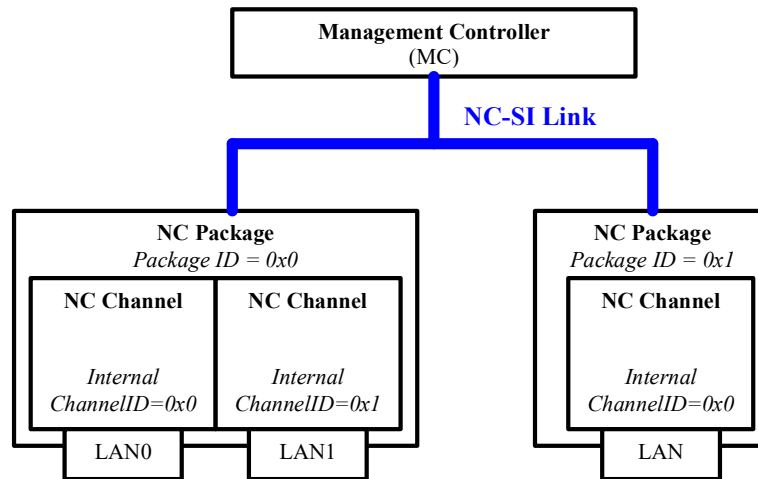 Management Controller
(MC)
NC-SI Link
NC Package
Package ID = 0x0
NC Channel
Internal
ChannelID=0x0
NC Channel
Internal
ChannelID=0x1
LAN0
LAN1
NC Package
Package ID = 0x1
NC Channel
Internal
ChannelID=0x0
LAN